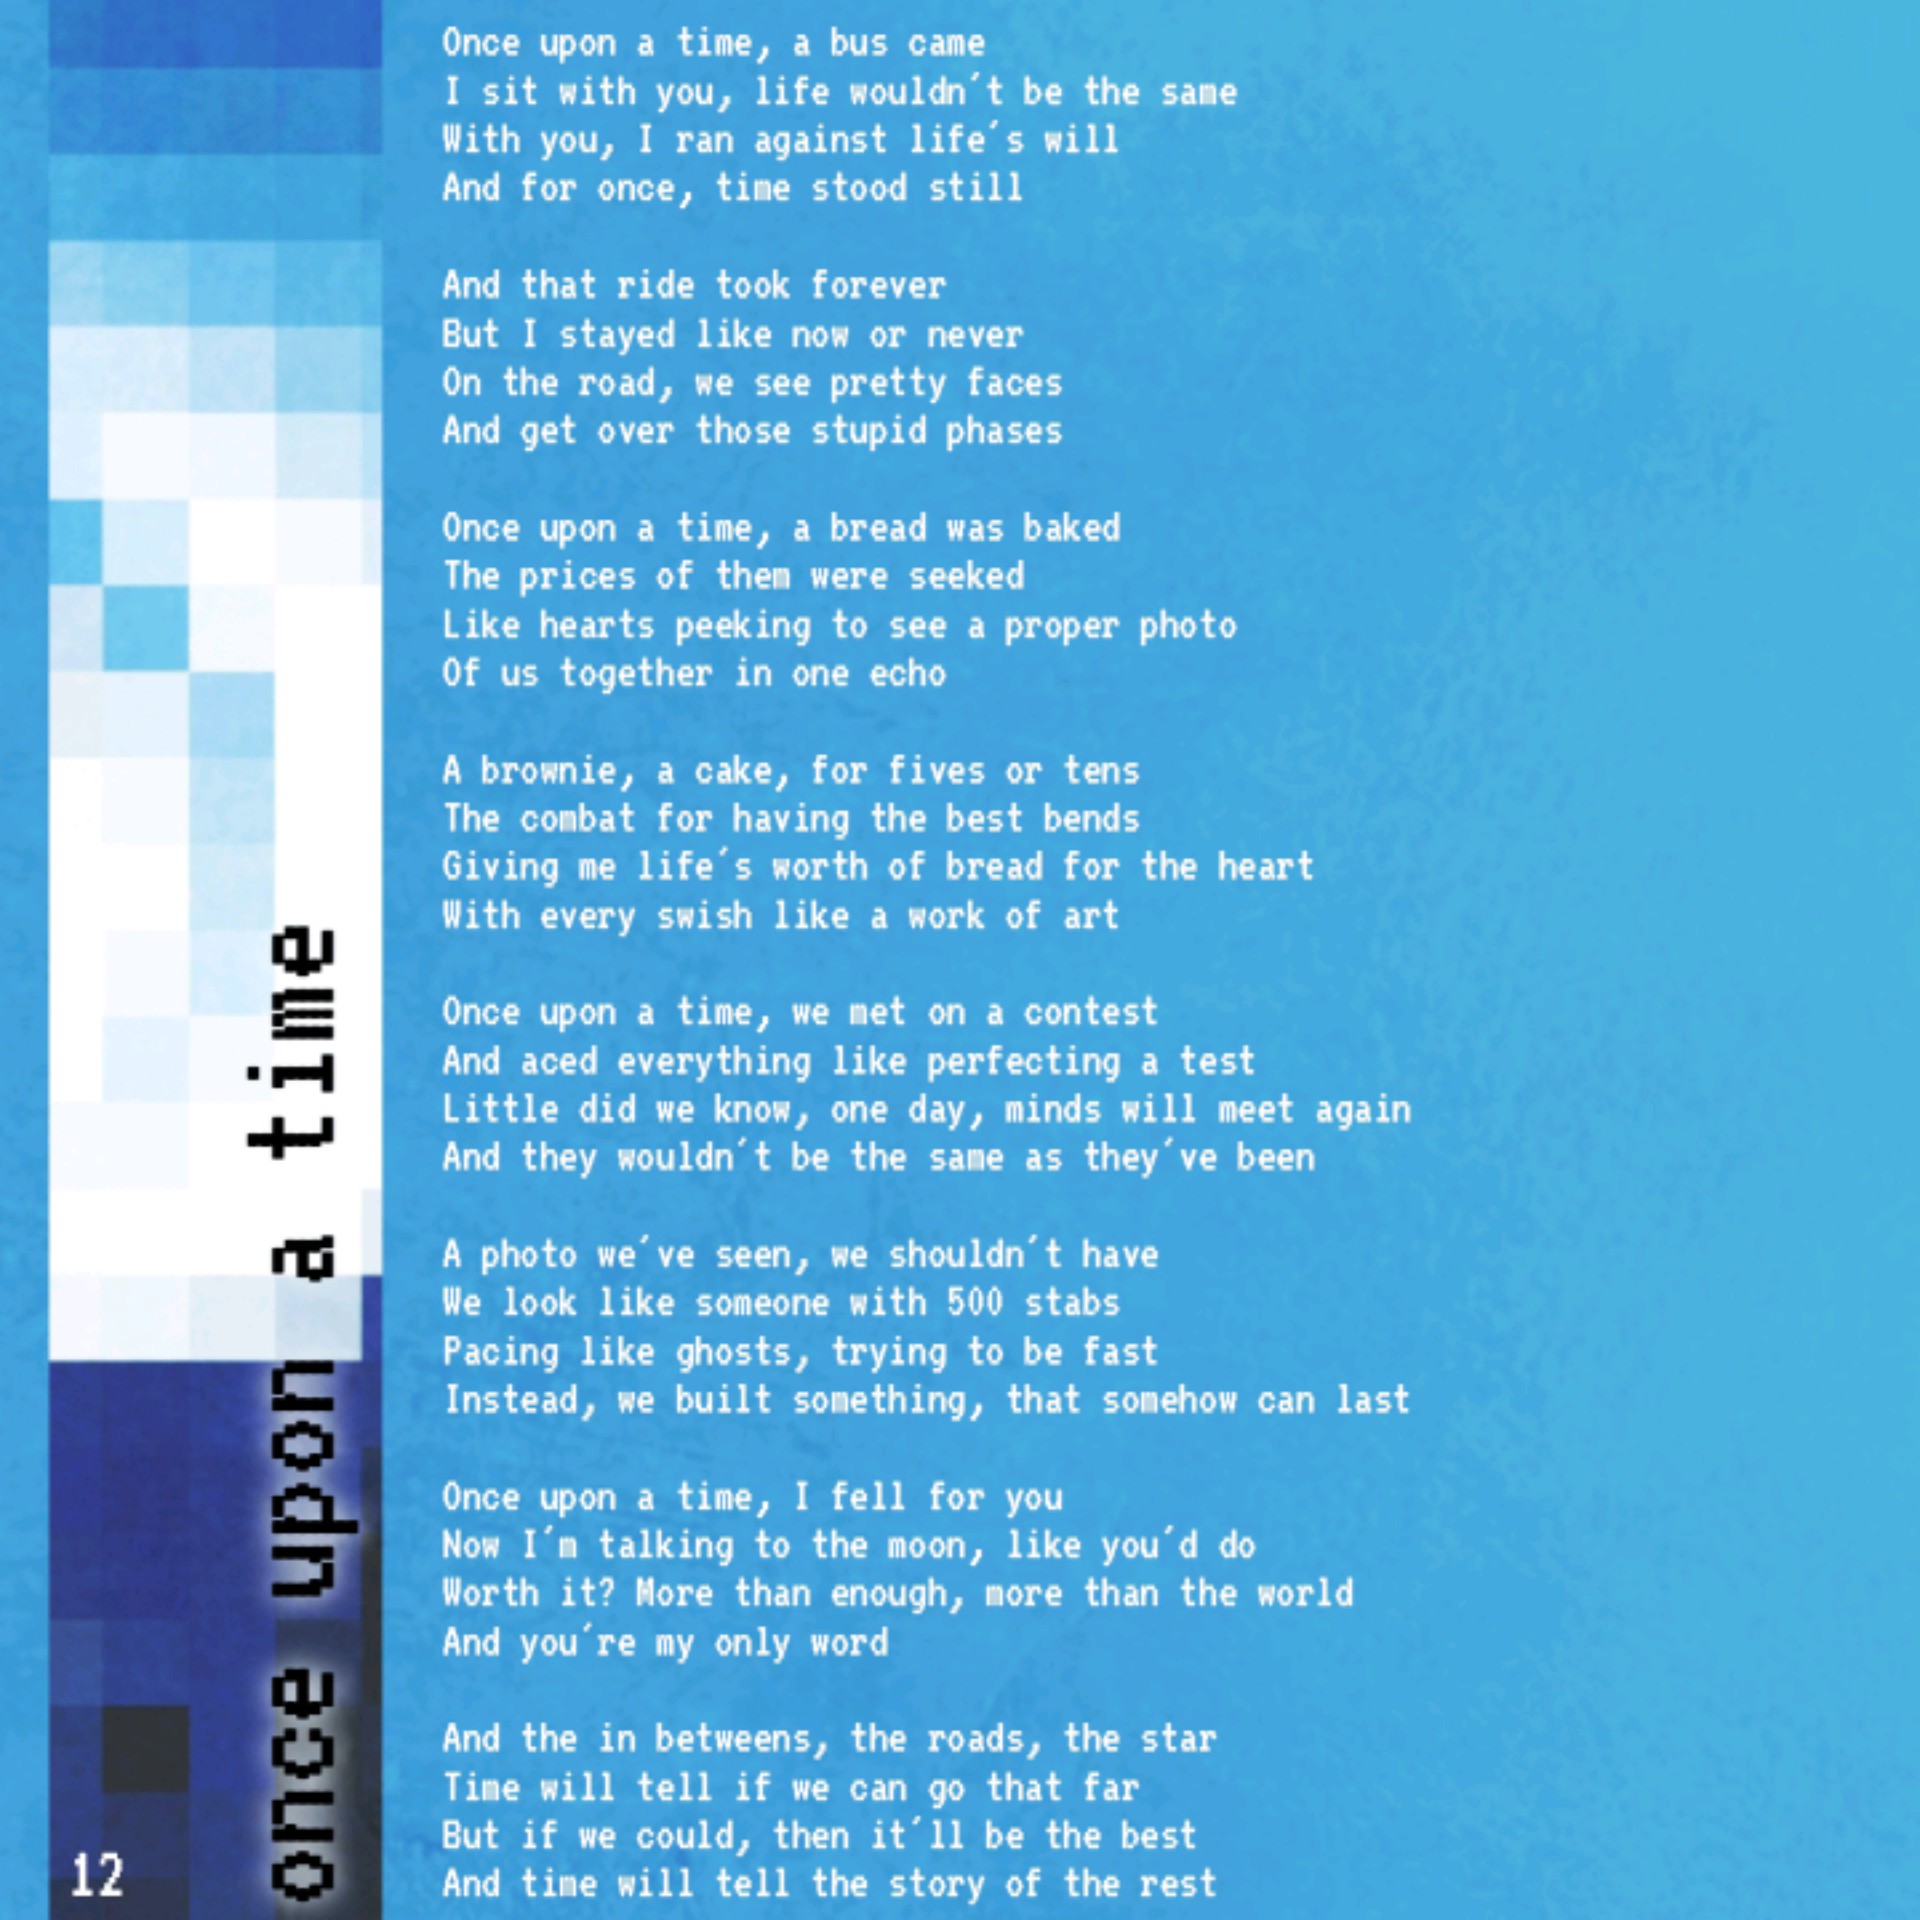 Once upon a time, a bus came
I sit with you, life wouldn´t be the same
With you, I ran against life´s will
And for once, time stood still
And that ride took forever
But I stayed like now or never
On the road, we see pretty faces
And get over those stupid phases
Once upon a time, a bread was baked
The prices of them were seeked
Like hearts peeking to see a proper photo
Of us together in one echo
A brownie, a cake, for fives or tens
The combat for having the best bends
Giving me life´s worth of bread for the heart
With every swish like a work of art
Once upon a time, we met on a contest
And aced everything like perfecting a test
Little did we know, one day, minds will meet again
And they wouldn´t be the same as they´ve been
A photo we´ve seen, we shouldn´t have
We look like someone with 500 stabs
Pacing like ghosts, trying to be fast
Instead, we built something, that somehow can last
Once upon a time, I fell for you
Now I´m talking to the moon, like you´d do
Worth it? More than enough, more than the world
And you´re my only word
And the in betweens, the roads, the star
Time will tell if we can go that far
But if we could, then it´ll be the best
And time will tell the story of the rest
once upon a time
12